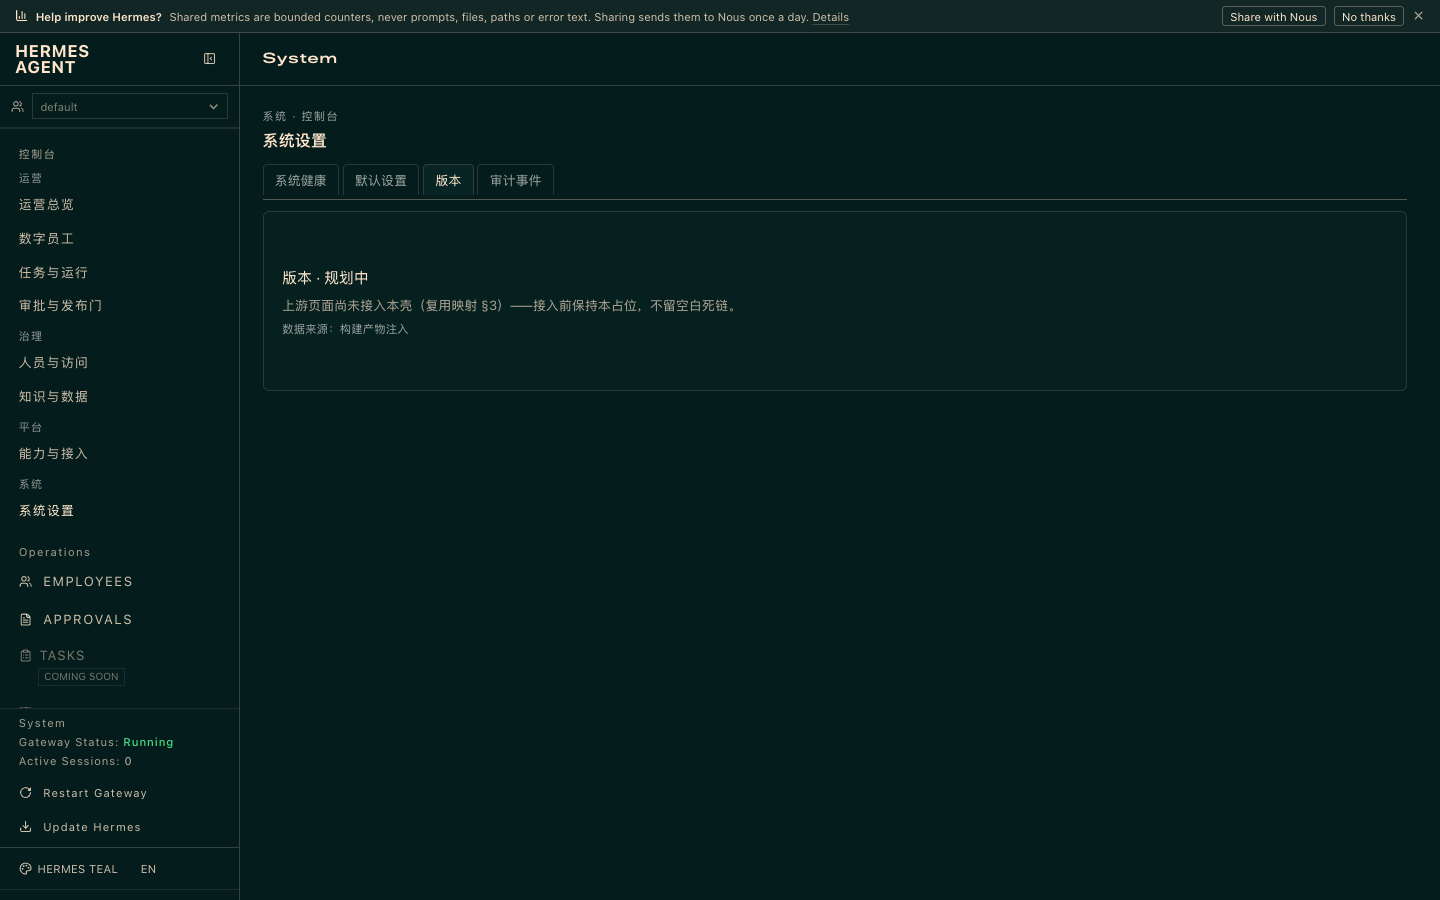 Help improve Hermes? Shared metrics are bounded counters, never prompts, files, paths or error text. Sharing sends them to Nous once a day. Details
Share with Nous
No thanks
HERMES
AGENT
System
default
控制台
运营
运营总览
数字员工
任务与运行
审批与发布门
治理
人员与访问
知识与数据
平台
能力与接入
系统
系统设置
Operations
EMPLOYEES
APPROVALS
TASKS
COMING SOON
System
Gateway Status: Running
Active Sessions: 0
Restart Gateway
Update Hermes
HERMES TEAL
EN
系统 · 控制台
系统设置
系统健康
默认设置
版本
审计事件
版本 · 规划中
上游页面尚未接入本壳（复用映射 §3）——接入前保持本占位，不留空白死链。
数据来源：构建产物注入